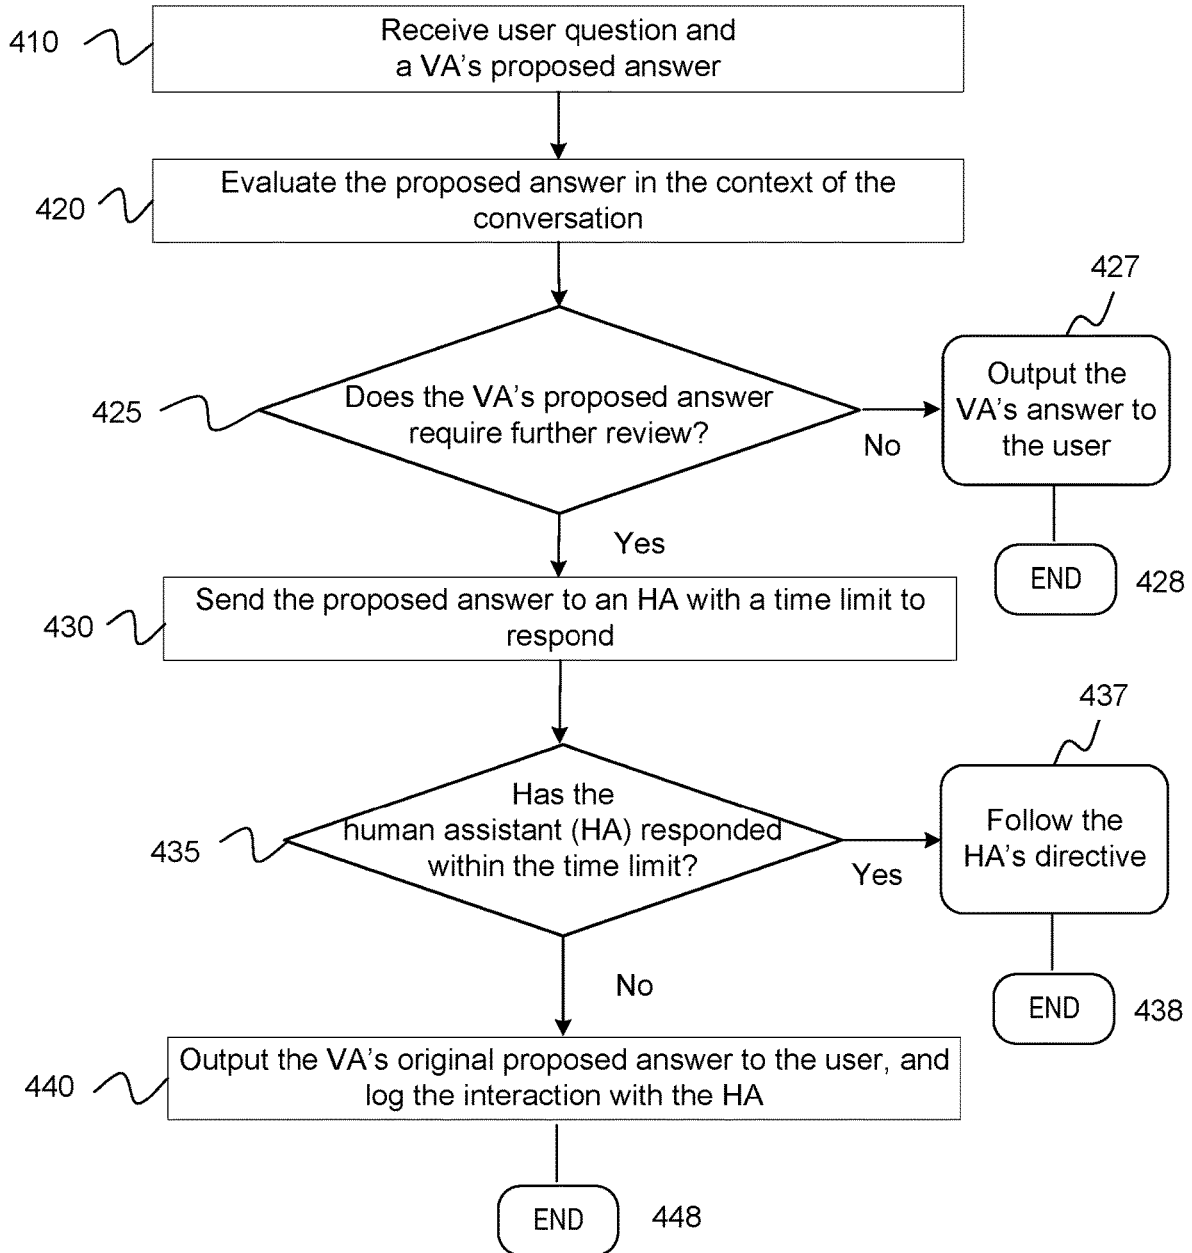 410
Receive user question and
a VA's proposed answer
420
Evaluate the proposed answer in the context of the
conversation
427
425
Does the VA's proposed answer
require further review?
No
Output the
VA's answer to
the user
Yes
END
428
430
Send the proposed answer to an HA with a time limit to
respond
437
435
Has the
human assistant (HA) responded
within the time limit?
Yes
Follow the
HA's directive
No
END
438
440
Output the VA's original proposed answer to the user, and
log the interaction with the HA
END
448